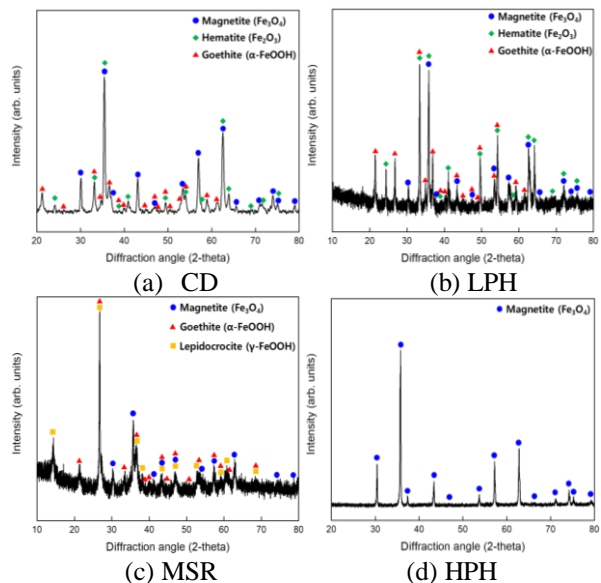 (a)
Magnetite (Fe₃O₄)
Hematite (Fe₂O₃)
Goethite (α-FeOOH)
Intensity (arb. units)
20 30 40 50 60 70 80
Diffraction angle (2-theta)
(a) CD
(b)
Magnetite (Fe₃O₄)
Hematite (Fe₂O₃)
Goethite (α-FeOOH)
Intensity (arb. units)
10 20 30 40 50 60 70 80
Diffraction angle (2-theta)
(b) LPH
(c)
Magnetite (Fe₃O₄)
Goethite (α-FeOOH)
Lepidocrocite (γ-FeOOH)
Intensity (arb. units)
10 20 30 40 50 60 70 80
Diffraction angle (2-theta)
(c) MSR
(d)
Magnetite (Fe₃O₄)
Intensity (arb. units)
20 30 40 50 60 70 80
Diffraction angle (2-theta)
(d) HPH